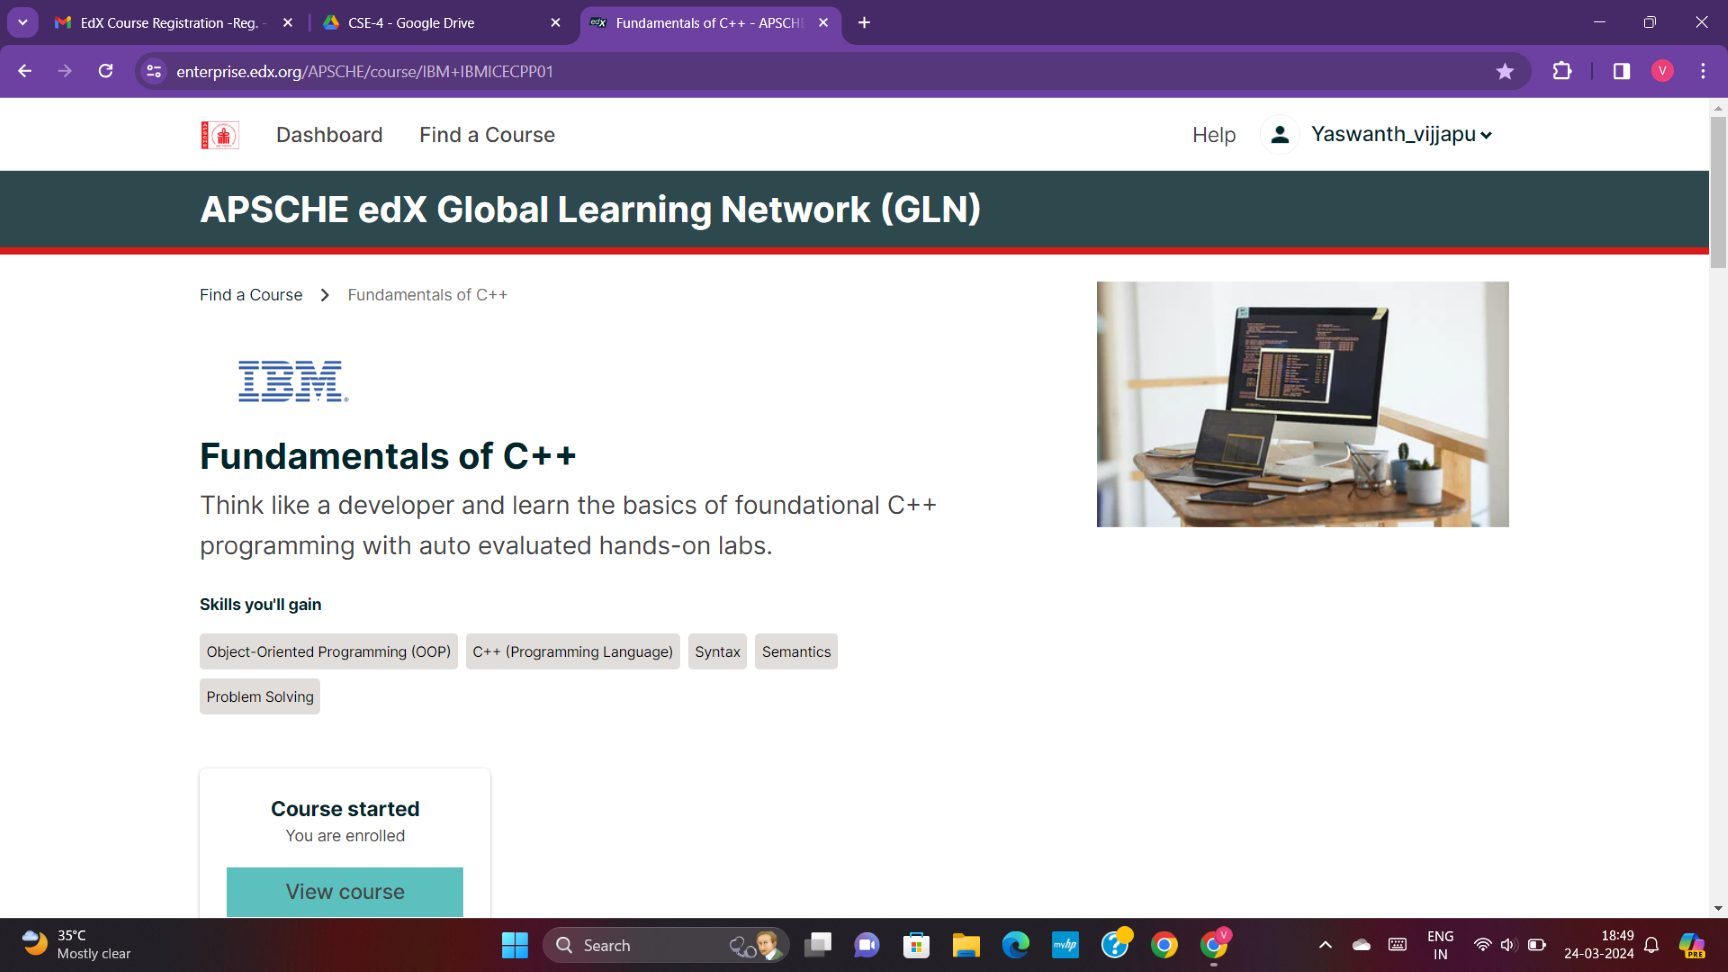 EdX Course Registration -Reg. -
CSE-4 - Google Drive
edX
Fundamentals of C++ - APSCH
enterprise.edx.org/APSCHE/course/IBM+IBMICECPP01
V
Dashboard
Find a Course
Help
Yaswanth_vijjapu
APSCHE edX Global Learning Network (GLN)
Find a Course > Fundamentals of C++
IBM®
Fundamentals of C++
Think like a developer and learn the basics of foundational C++
programming with auto evaluated hands-on labs.
Skills you'll gain
Object-Oriented Programming (OOP)
C++ (Programming Language)
Syntax
Semantics
Problem Solving
Course started
You are enrolled
View course
35°C
Mostly clear
Search
myhp
V
ENG
IN
18:49
24-03-2024
PRE